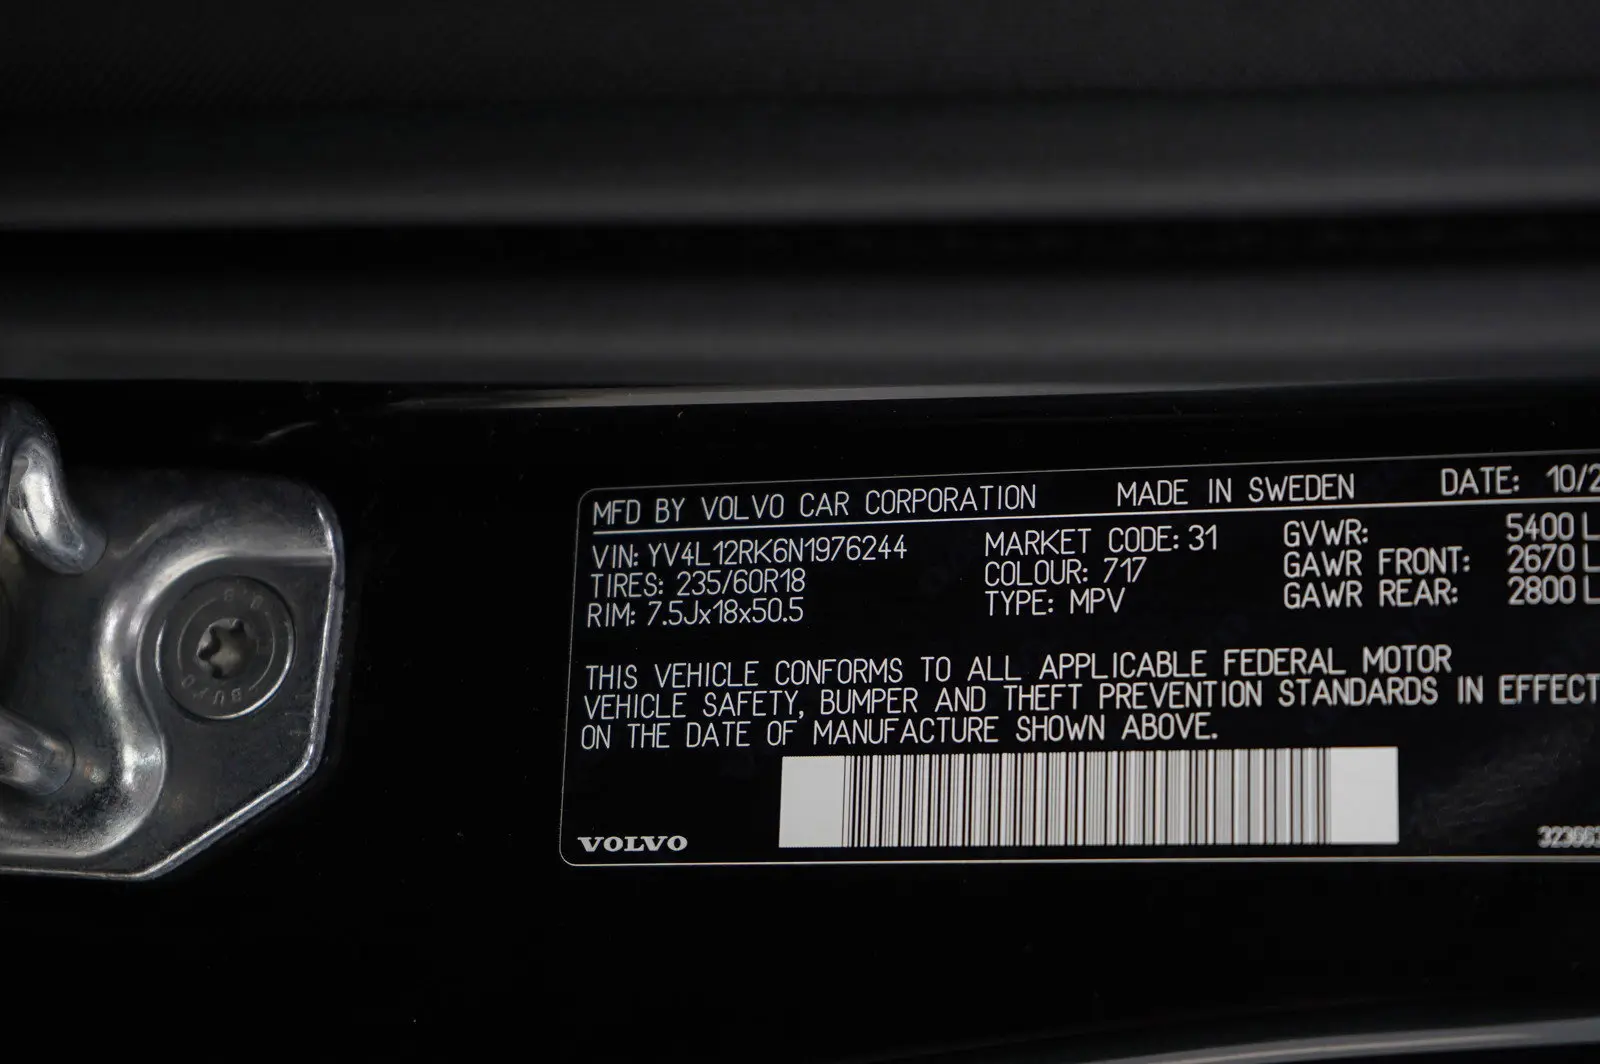 MFD BY VOLVO CAR CORPORATION MADE IN SWEDEN DATE: 10/2
VIN: YV4L12RK6N1976244 MARKET CODE: 31 GVWR: 5400 L
TIRES: 235/60R18 COLOUR: 717 GAWR FRONT: 2670 L
RIM: 7.5Jx18x50.5 TYPE: MPV GAWR REAR: 2800 L
THIS VEHICLE CONFORMS TO ALL APPLICABLE FEDERAL MOTOR
VEHICLE SAFETY, BUMPER AND THEFT PREVENTION STANDARDS IN EFFECT
ON THE DATE OF MANUFACTURE SHOWN ABOVE.
VOLVO